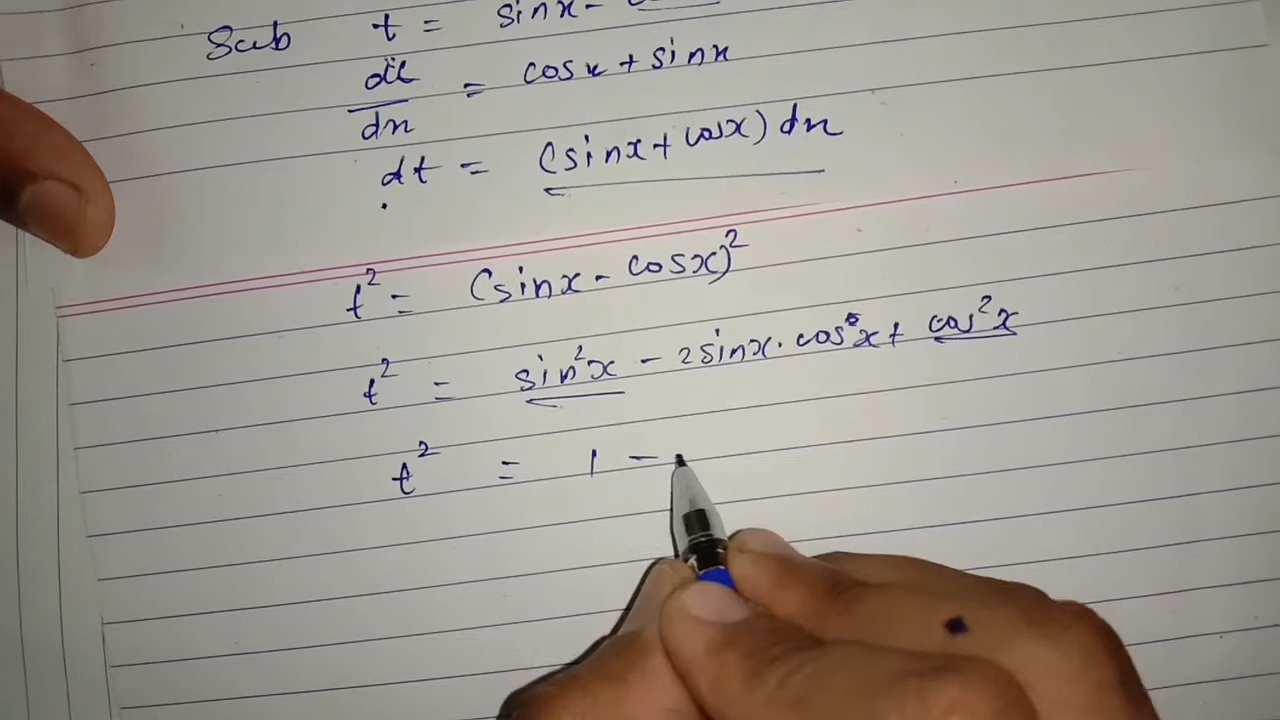 Sub t = sinx -
dt/dx = cosx + sinx
dt = (sinx + cosx) dx
t² = (sinx - cosx)²
t² = sin²x - 2sinx. cosx + cos²x
t² = 1 -